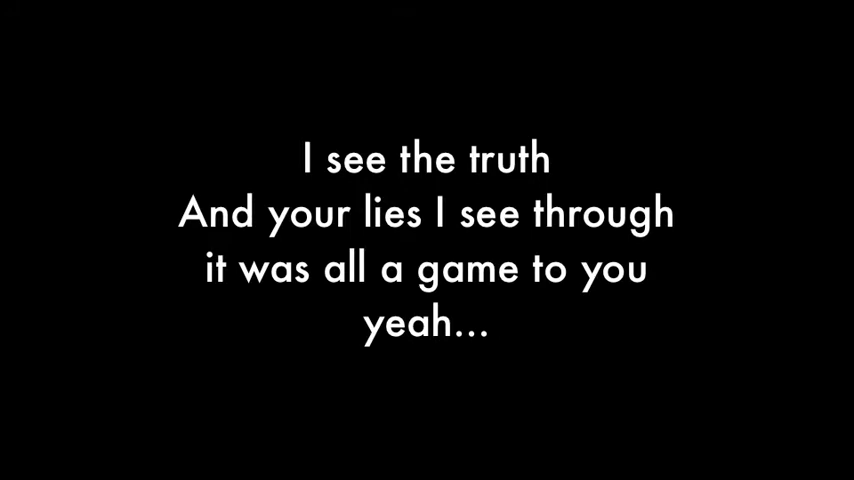 I see the truth
And your lies I see through
it was all a game to you
yeah...